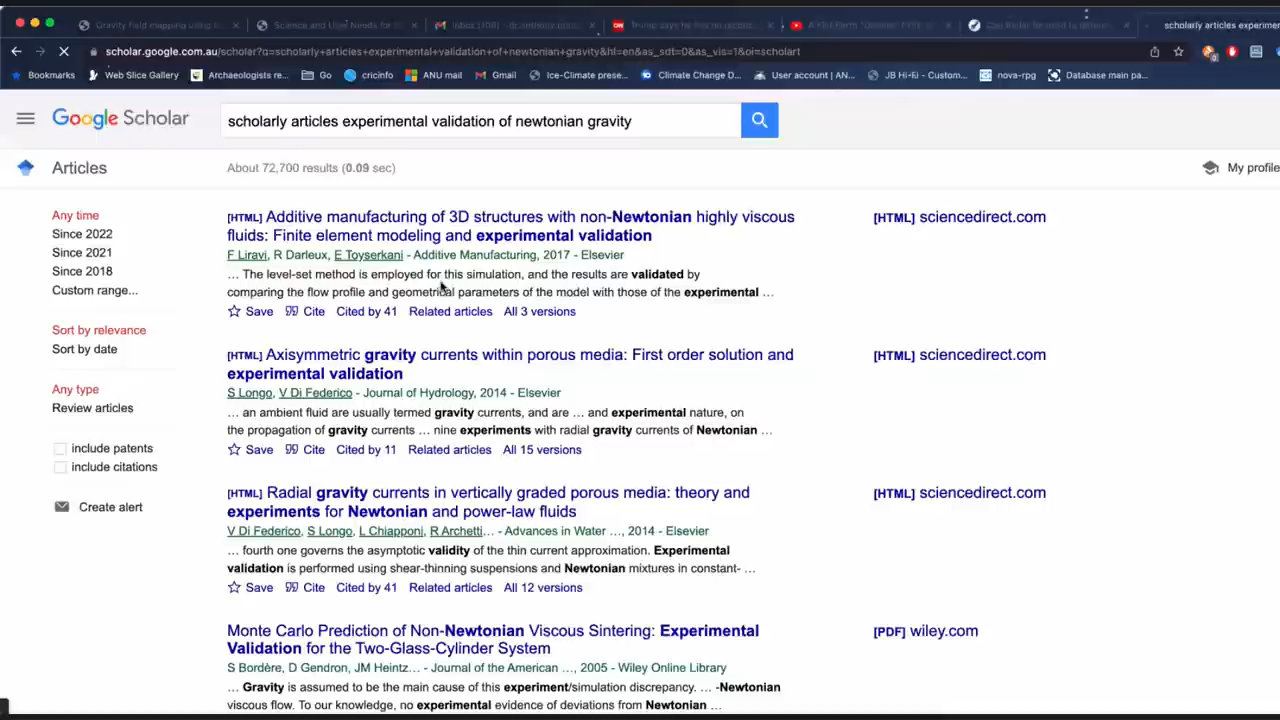 Gravity field mapping using
Science and User Needs for
Inbox (100)
Trump says he
scholarly articles experimen
scholar.google.com.au/scholar?q=scholarly+articles+experimental+validation+of+newtonian+gravity&hl=en&as_sdt=0&as_vis=1&oi=scholart
Bookmarks Web Slice Gallery Archaeologists re... Go cricinfo ANU mail Gmail Ice-Climate prese... Climate Change D... User account | AN... JB Hi-Fi - Custom... nova-rpg Database main pa...
Google Scholar scholarly articles experimental validation of newtonian gravity
Articles About 72,700 results (0.09 sec) My profile
Any time
Since 2022
Since 2021
Since 2018
Custom range...
Sort by relevance
Sort by date
Any type
Review articles
include patents
include citations
Create alert
[HTML] Additive manufacturing of 3D structures with non-Newtonian highly viscous
fluids: Finite element modeling and experimental validation
F Liravi, R Darleux, E Toyserkani - Additive Manufacturing, 2017 - Elsevier
... The level-set method is employed for this simulation, and the results are validated by
comparing the flow profile and geometrical parameters of the model with those of the experimental ...
Save Cite Cited by 41 Related articles All 3 versions
[HTML] sciencedirect.com
[HTML] Axisymmetric gravity currents within porous media: First order solution and
experimental validation
S Longo, V Di Federico - Journal of Hydrology, 2014 - Elsevier
... an ambient fluid are usually termed gravity currents, and are ... and experimental nature, on
the propagation of gravity currents ... nine experiments with radial gravity currents of Newtonian ...
Save Cite Cited by 11 Related articles All 15 versions
[HTML] sciencedirect.com
[HTML] Radial gravity currents in vertically graded porous media: theory and
experiments for Newtonian and power-law fluids
V Di Federico, S Longo, L Chiapponi, R Archetti... - Advances in Water ..., 2014 - Elsevier
... fourth one governs the asymptotic validity of the thin current approximation. Experimental
validation is performed using shear-thinning suspensions and Newtonian mixtures in constant- ...
Save Cite Cited by 41 Related articles All 12 versions
[HTML] sciencedirect.com
Monte Carlo Prediction of Non-Newtonian Viscous Sintering: Experimental
Validation for the Two-Glass-Cylinder System
S Bordère, D Gendron, JM Heintz... - Journal of the American ..., 2005 - Wiley Online Library
... Gravity is assumed to be the main cause of this experiment/simulation discrepancy. ... -Newtonian
viscous flow. To our knowledge, no experimental evidence of deviations from Newtonian ...
[PDF] wiley.com